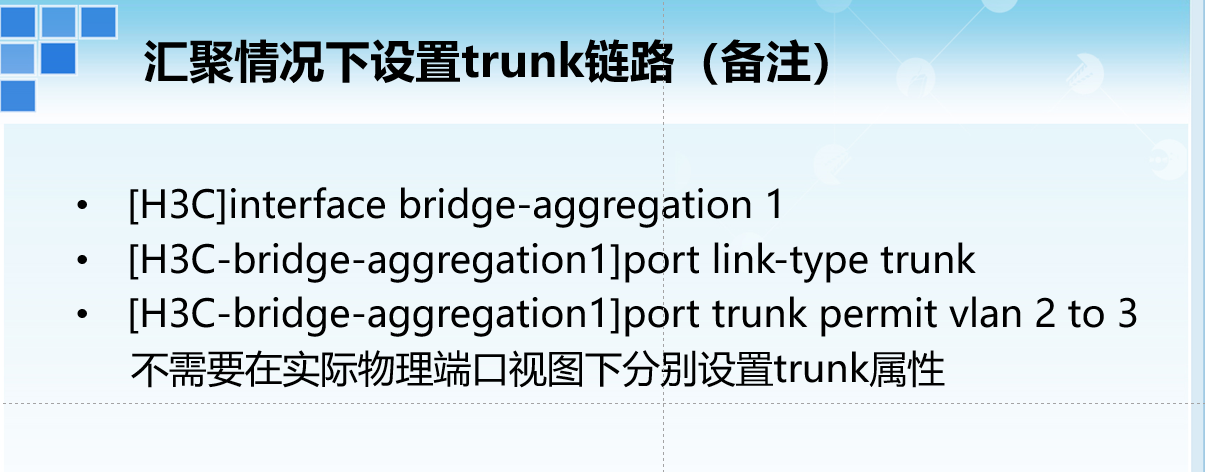 汇聚情况下设置trunk链路（备注）
• [H3C]interface bridge-aggregation 1
• [H3C-bridge-aggregation1]port link-type trunk
• [H3C-bridge-aggregation1]port trunk permit vlan 2 to 3
不需要在实际物理端口视图下分别设置trunk属性